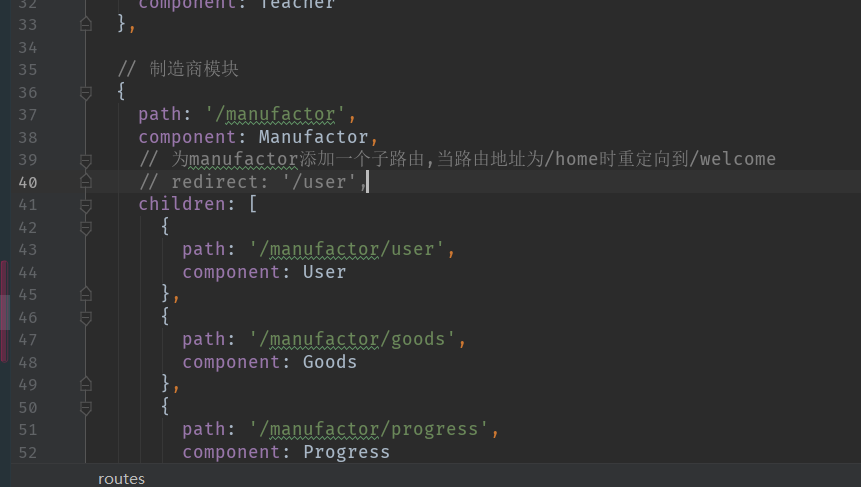 32 component: Teacher
33 },
34
35 // 制造商模块
36 {
37 path: '/manufactor',
38 component: Manufactor,
39 // 为manufactor添加一个子路由,当路由地址为/home时重定向到/welcome
40 // redirect: '/user',
41 children: [
42 {
43 path: '/manufactor/user',
44 component: User
45 },
46 {
47 path: '/manufactor/goods',
48 component: Goods
49 },
50 {
51 path: '/manufactor/progress',
52 component: Progress
routes